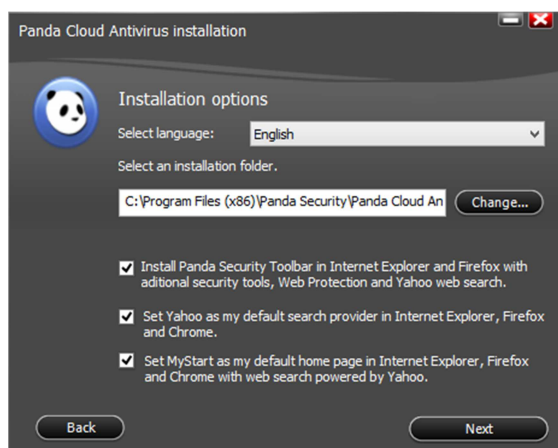 Panda Cloud Antivirus installation
Installation options
Select language: English
Select an installation folder.
C:\Program Files (x86)\Panda Security\Panda Cloud An Change...
Install Panda Security Toolbar in Internet Explorer and Firefox with
aditional security tools, Web Protection and Yahoo web search.
Set Yahoo as my default search provider in Internet Explorer, Firefox
and Chrome.
Set MyStart as my default home page in Internet Explorer, Firefox
and Chrome with web search powered by Yahoo.
Back Next